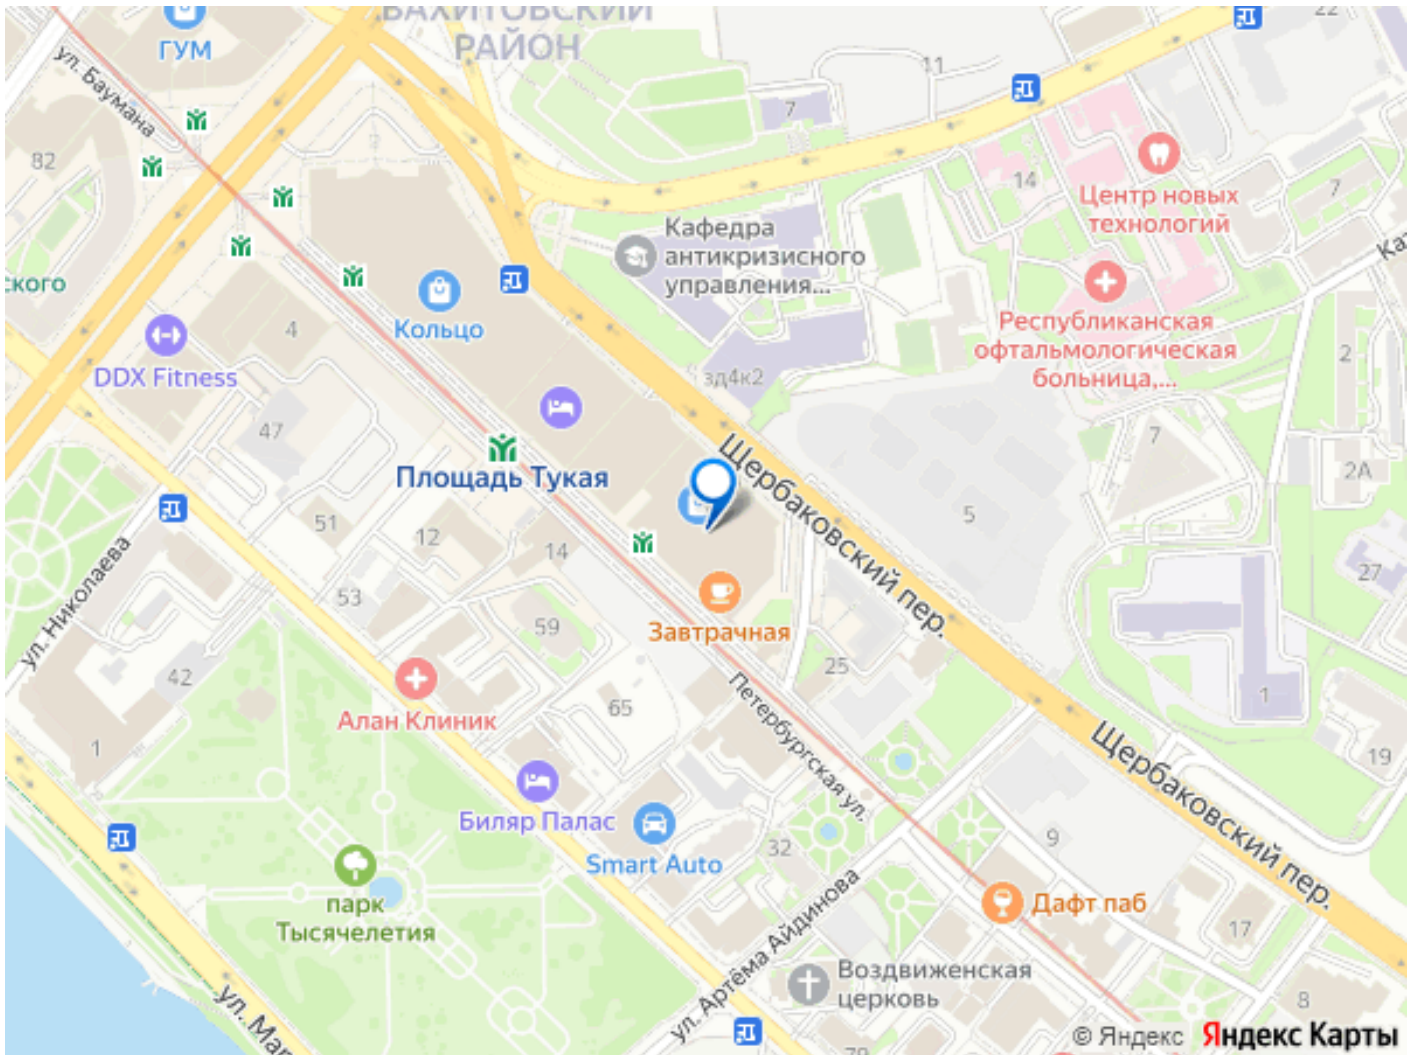 ВАХИТОВСКИЙ
РАЙОН
ГУМ
22
11
ул. Баумана
7
82
14
Центр новых
технологий
7
Кафедра
антикризисного
управления...
ского
Кольцо
4
DDX Fitness
Республиканская
офтальмологическая
больница,...
2
зд4к2
47
7
2А
Щербаковский пер.
Площадь Тукая
5
51
12
14
27
ул. Николаева
53
59
Завтрачная
25
42
Алан Клиник
65
1
1
Петербургская ул.
19
Щербаковский пер.
Биляр Палас
Smart Auto
32
9
парк
Тысячелетия
Дафт паб
17
ул. Артёма Айдинова
Воздвиженская
церковь
8
© Яндекс Яндекс Карты